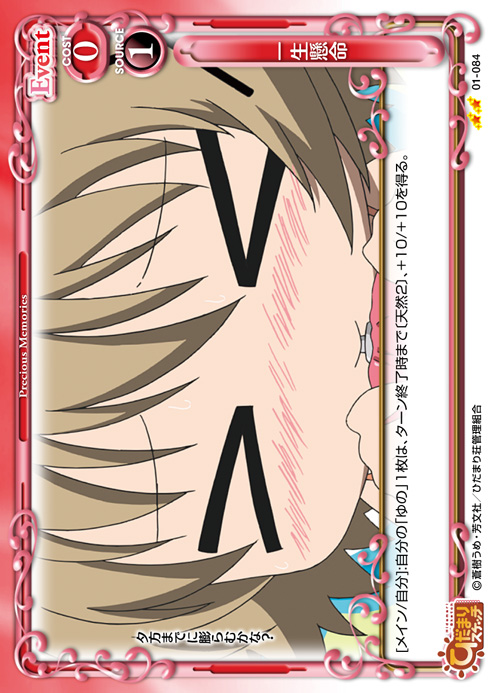 Event
COST
0
SOURCE
1
一生懸命
Precious Memories
夕方までに膨らむかな？
[メイン/自分]:自分の「ゆの」1枚は、ターン終了時まで〔天然2〕、+10/+10を得る。
©蒼樹うめ・芳文社／ひだまり荘管理組合
01-084
ひだまり
スケッチ